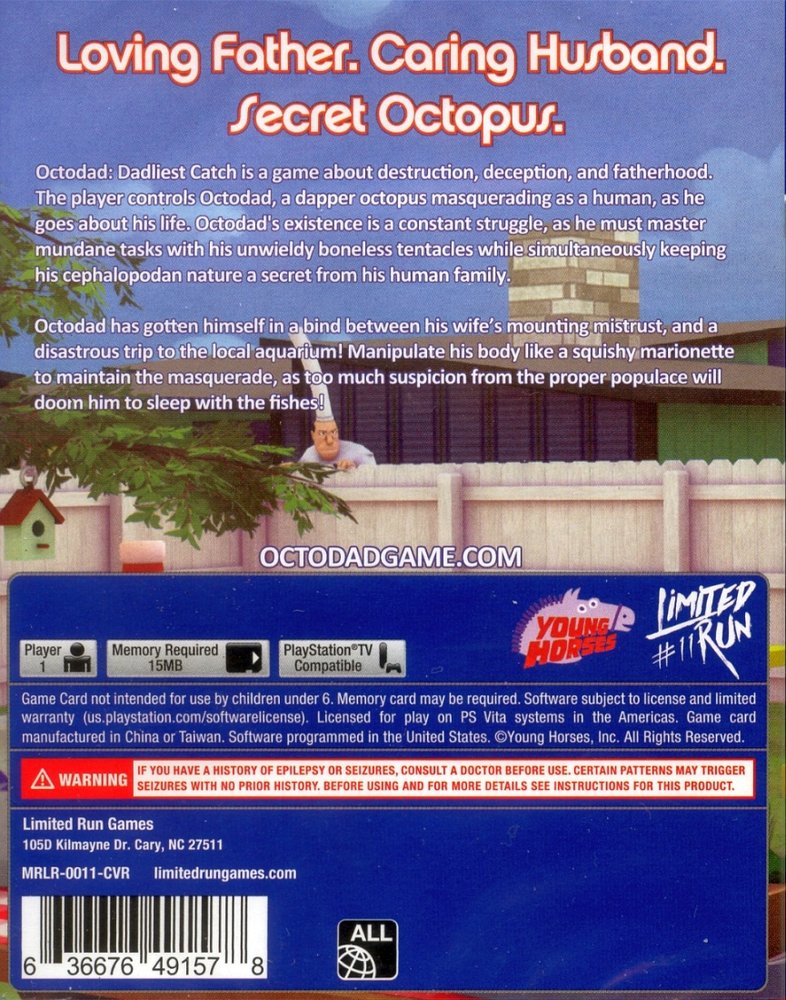 Loving Father. Caring Husband.
Secret Octopus.
Octodad: Dadliest Catch is a game about destruction, deception, and fatherhood.
The player controls Octodad, a dapper octopus masquerading as a human, as he
goes about his life. Octodad's existence is a constant struggle, as he must master
mundane tasks with his unwieldy boneless tentacles while simultaneously keeping
his cephalopodan nature a secret from his human family.
Octodad has gotten himself in a bind between his wife's mounting mistrust, and a
disastrous trip to the local aquarium! Manipulate his body like a squishy marionette
to maintain the masquerade, as too much suspicion from the proper populace will
doom him to sleep with the fishes!
OCTODADGAME.COM
Player
1
Memory Required
15MB
PlayStation®TV
Compatible
YOUNG
HORSES
LIMITED
RUN
#11
Game Card not intended for use by children under 6. Memory card may be required. Software subject to license and limited
warranty (us.playstation.com/softwarelicense). Licensed for play on PS Vita systems in the Americas. Game card
manufactured in China or Taiwan. Software programmed in the United States. ©Young Horses, Inc. All Rights Reserved.
WARNING
IF YOU HAVE A HISTORY OF EPILEPSY OR SEIZURES, CONSULT A DOCTOR BEFORE USE. CERTAIN PATTERNS MAY TRIGGER
SEIZURES WITH NO PRIOR HISTORY. BEFORE USING AND FOR MORE DETAILS SEE INSTRUCTIONS FOR THIS PRODUCT.
Limited Run Games
105D Kilmayne Dr. Cary, NC 27511
MRLR-0011-CVR limitedrungames.com
6 36676 49157 8
ALL